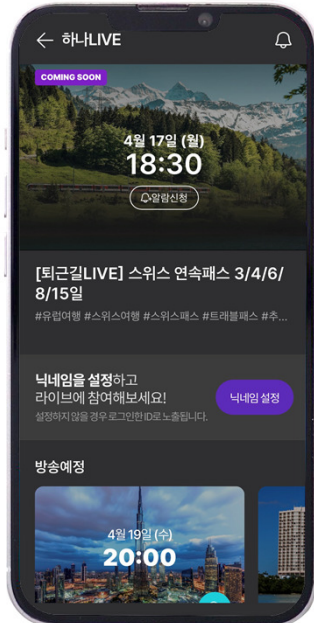 하나LIVE
COMING SOON
4월 17일 (월)
18:30
알람신청
[퇴근길LIVE] 스위스 연속패스 3/4/6/
8/15일
#유럽여행 #스위스여행 #스위스패스 #트래블패스 #추...
닉네임을 설정하고
라이브에 참여해보세요!
닉네임 설정
설정하지 않을 경우 로그인한 ID로 노출됩니다.
방송예정
4월 19일 (수)
20:00